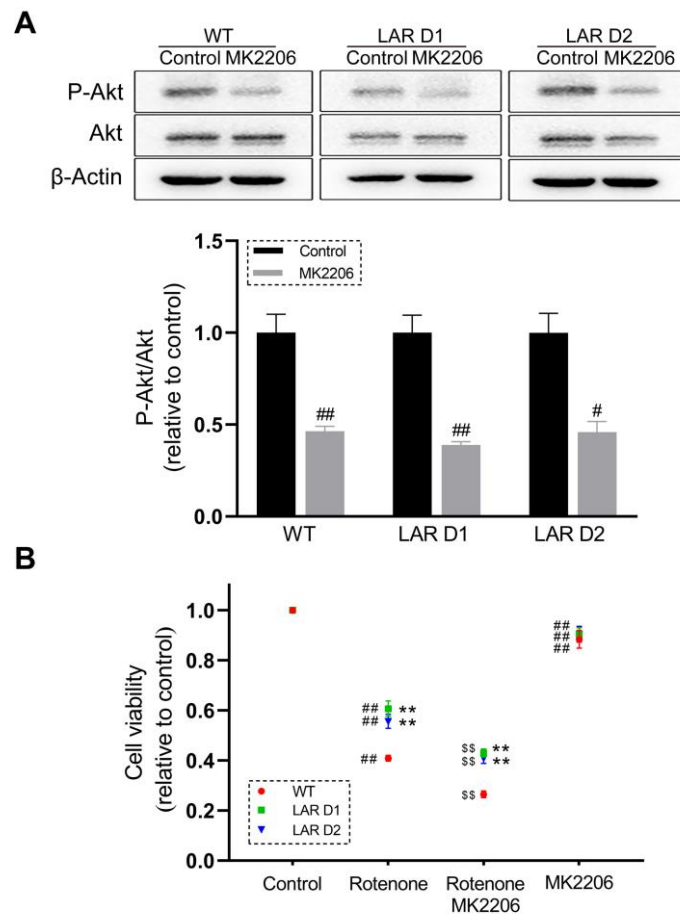 A
WT LAR D1 LAR D2
Control MK2206 Control MK2206 Control MK2206
P-Akt
Akt
β-Actin
P-Akt/Akt
(relative to control)
1.5
1.0
0.5
0.0
Control
MK2206
##
##
#
WT LAR D1 LAR D2
B
Cell viability
(relative to control)
1.0
0.8
0.6
0.4
0.2
0.0
## **
## **
##
$$ **
$$ **
$$
##
##
##
WT
LAR D1
LAR D2
Control Rotenone Rotenone MK2206
MK2206